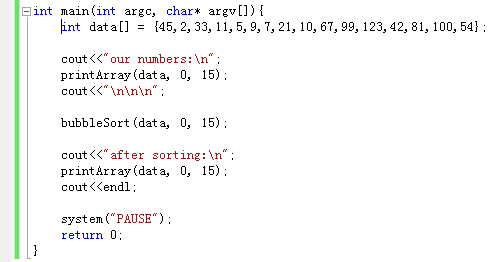 int main(int argc, char* argv[]){
int data[] = {45,2,33,11,5,9,7,21,10,67,99,123,42,81,100,54};
cout<<"our numbers:\n";
printArray(data, 0, 15);
cout<<"\n\n\n";
bubbleSort(data, 0, 15);
cout<<"after sorting:\n";
printArray(data, 0, 15);
cout<<endl;
system("PAUSE");
return 0;
}